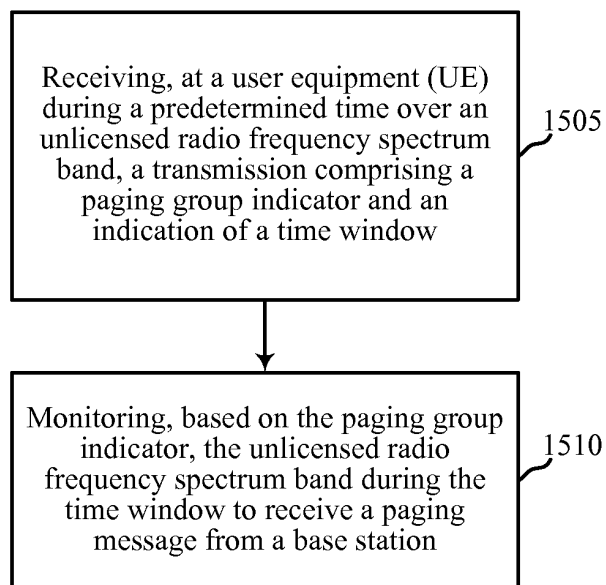 Receiving, at a user equipment (UE)
during a predetermined time over an
unlicensed radio frequency spectrum
band, a transmission comprising a
paging group indicator and an
indication of a time window
1505
Monitoring, based on the paging group
indicator, the unlicensed radio
frequency spectrum band during the
time window to receive a paging
message from a base station
1510